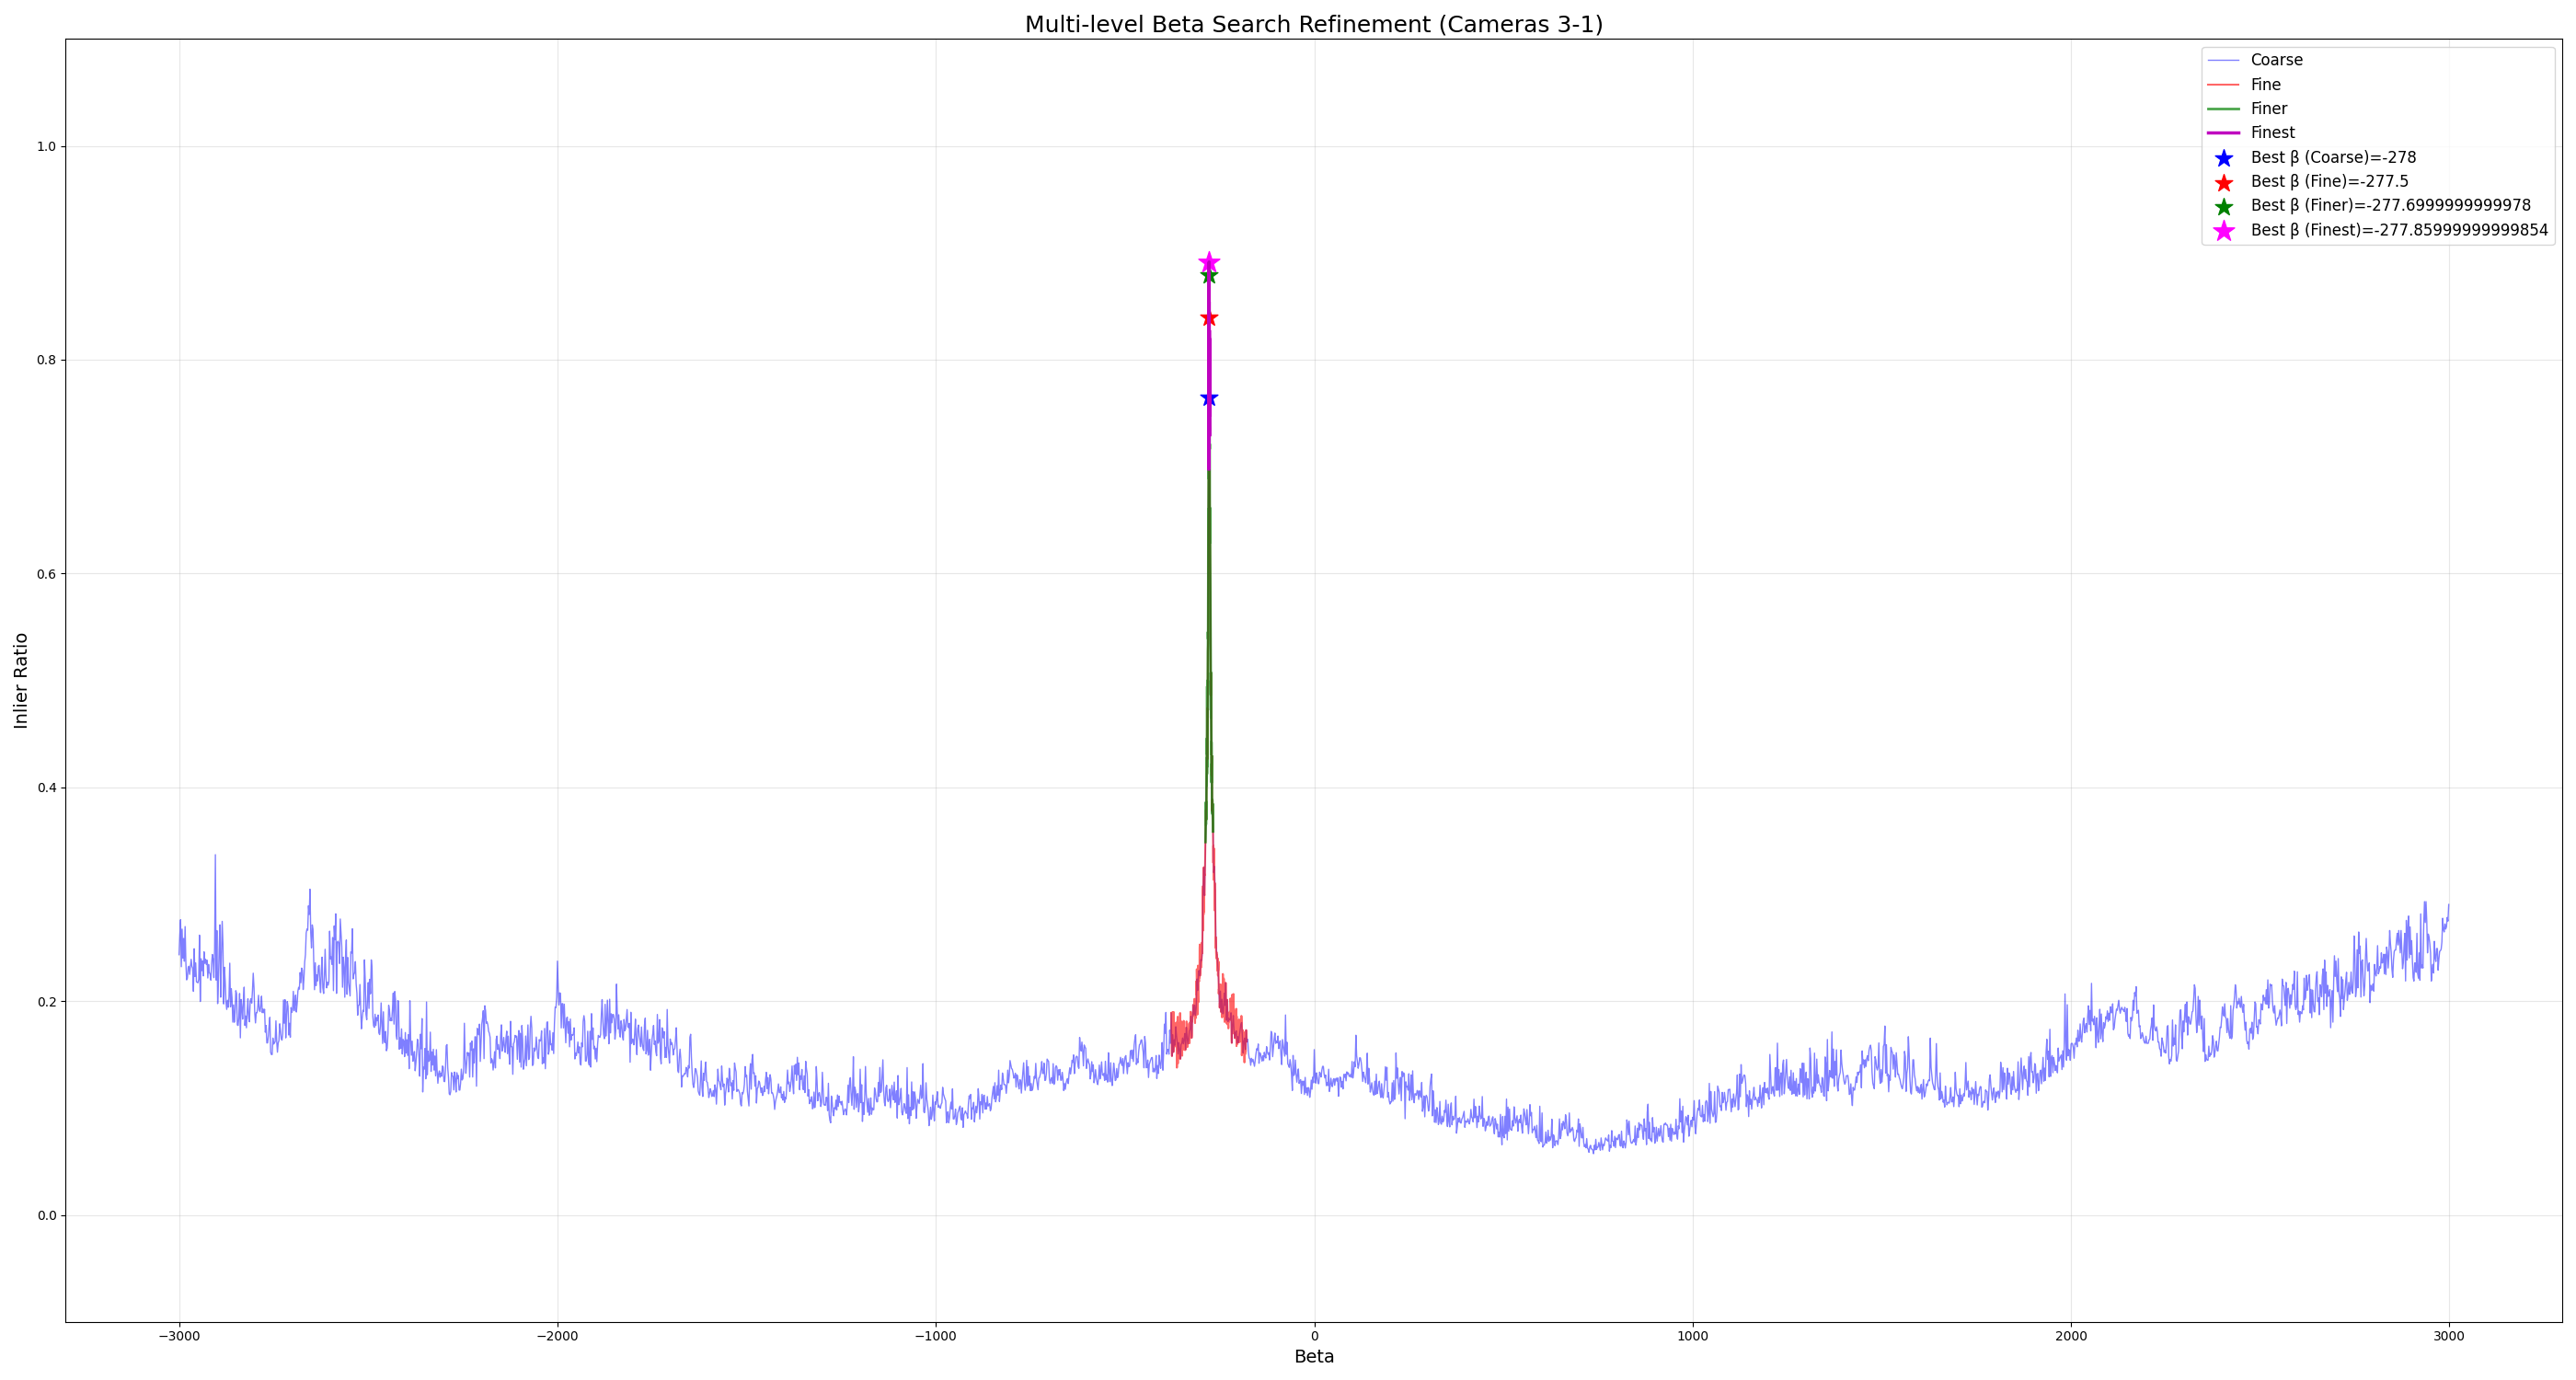 Multi-level Beta Search Refinement (Cameras 3-1)
Coarse
Fine
Finer
Finest
Best β (Coarse)=-278
Best β (Fine)=-277.5
Best β (Finer)=-277.6999999999978
Best β (Finest)=-277.85999999999854
Inlier Ratio
1.0
0.8
0.6
0.4
0.2
0.0
−3000
−2000
−1000
0
1000
2000
3000
Beta